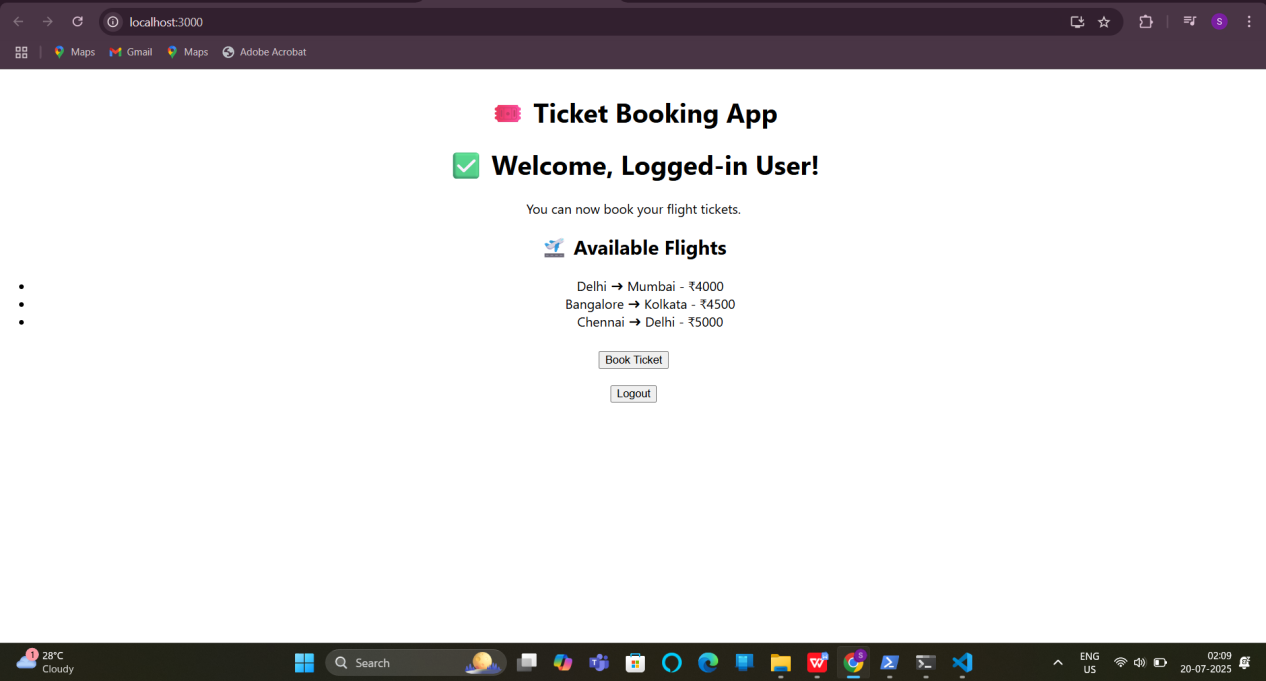 localhost:3000
S
Maps
Gmail
Maps
Adobe Acrobat
🎟️ Ticket Booking App
✅ Welcome, Logged-in User!
You can now book your flight tickets.
🛫 Available Flights
• Delhi ➜ Mumbai - ₹4000
• Bangalore ➜ Kolkata - ₹4500
• Chennai ➜ Delhi - ₹5000
Book Ticket
Logout
1
28°C
Cloudy
Search
W
S
ENG
US
02:09
20-07-2025